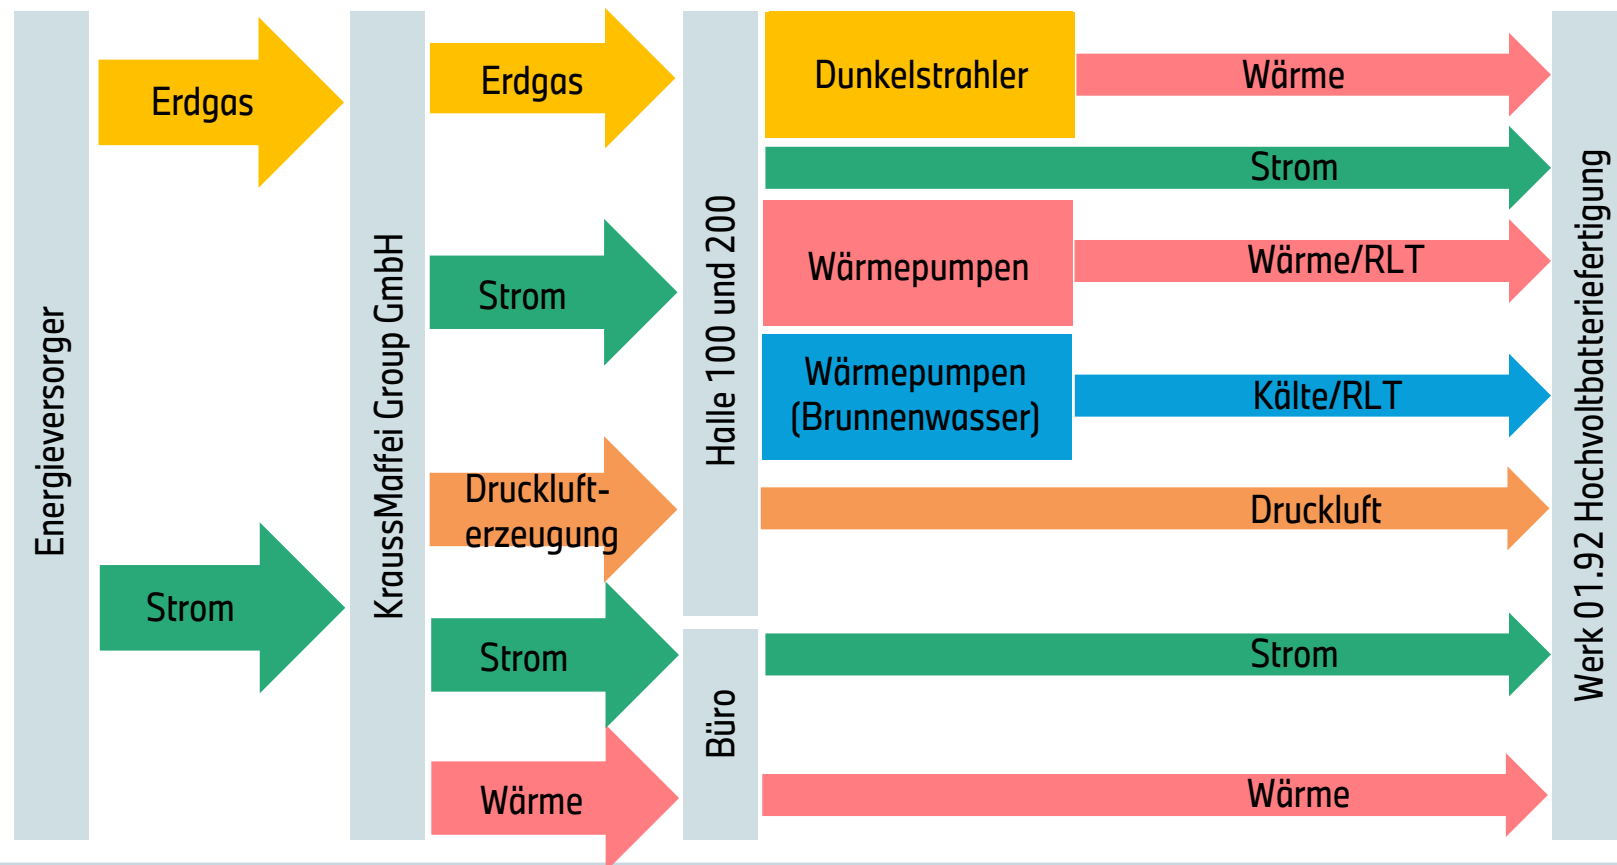 Energieversorger
Erdgas
Strom
KraussMaffei Group GmbH
Erdgas
Strom
Druckluft-
erzeugung
Strom
Wärme
Halle 100 und 200
Büro
Dunkelstrahler
Wärme
Strom
Wärmepumpen
Wärme/RLT
Wärmepumpen
(Brunnenwasser)
Kälte/RLT
Druckluft
Strom
Wärme
Werk 01.92 Hochvoltbatteriefertigung